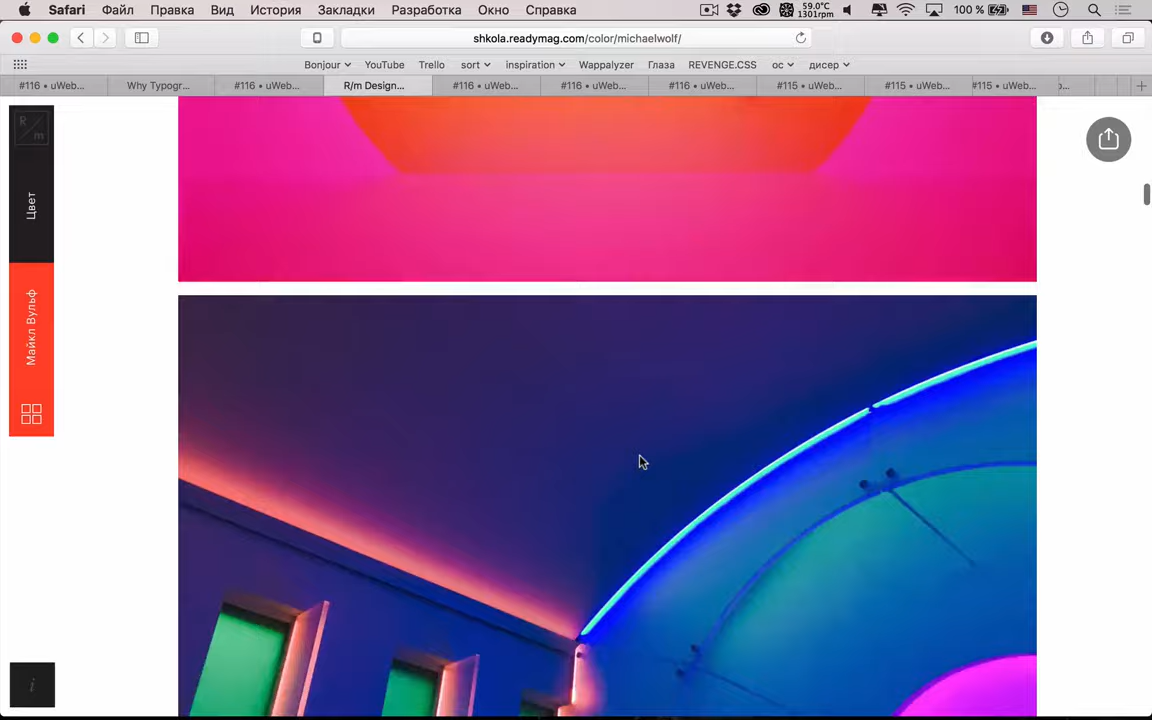 Safari Файл Правка Вид История Закладки Разработка Окно Справка 59.0°C 1301rpm 100 %
shkola.readymag.com/color/michaelwolf/
Bonjour YouTube Trello sort inspiration Wappalyzer Глаза REVENGE.CSS ос дисер
#116 • uWeb... Why Typogr... #116 • uWeb... R/m Design... #116 • uWeb... #116 • uWeb... #116 • uWeb... #115 • uWeb... #115 • uWeb... #115 • uWeb...
R/m
Цвет
Майкл Вульф
i